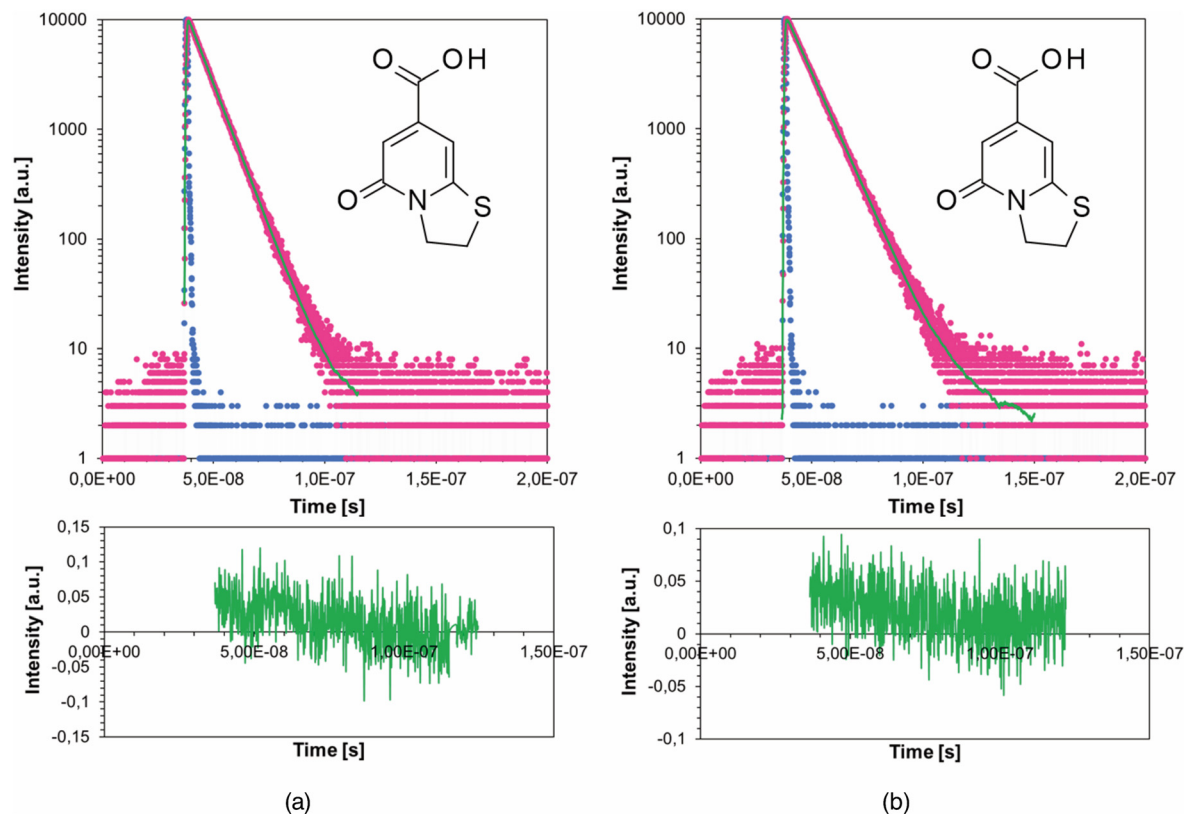 10000
1000
100
10
1
Intensity [a.u.]
0,0E+00 5,0E-08 1,0E-07 1,5E-07 2,0E-07
Time [s]
O OH
O N S
0,15
0,1
0,05
0
-0,05
-0,1
-0,15
Intensity [a.u.]
0,00E+00 5,00E-08 1,00E-07 1,50E-07
Time [s]
(a)
10000
1000
100
10
1
Intensity [a.u.]
0,0E+00 5,0E-08 1,0E-07 1,5E-07 2,0E-07
Time [s]
O OH
O N S
0,1
0,05
0
-0,05
-0,1
Intensity [a.u.]
0,00E+00 5,00E-08 1,00E-07 1,50E-07
Time [s]
(b)